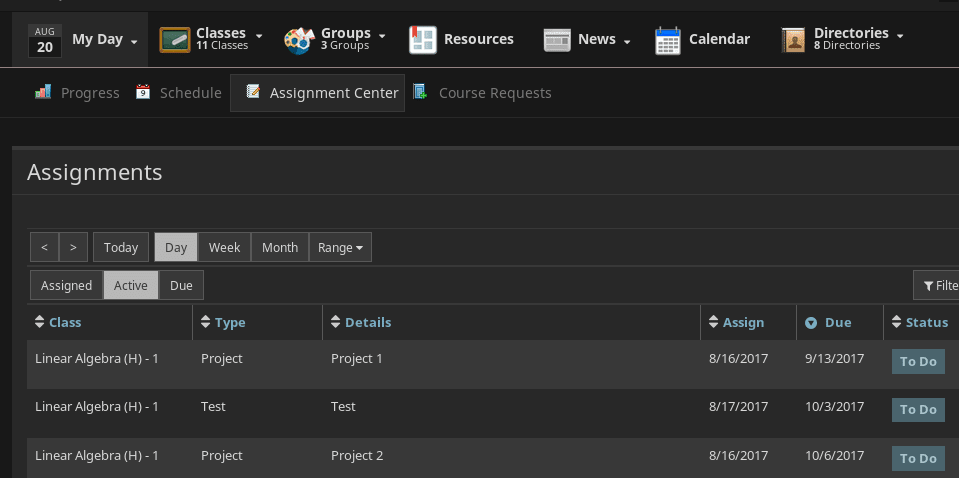 AUG
20
My Day
Classes
11 Classes
Groups
3 Groups
Resources
News
Calendar
Directories
8 Directories
Progress
9
Schedule
Assignment Center
Course Requests
Assignments
< > Today Day Week Month Range
Assigned Active Due Filte
Class Type Details Assign Due Status
Linear Algebra (H) - 1 Project Project 1 8/16/2017 9/13/2017 To Do
Linear Algebra (H) - 1 Test Test 8/17/2017 10/3/2017 To Do
Linear Algebra (H) - 1 Project Project 2 8/16/2017 10/6/2017 To Do